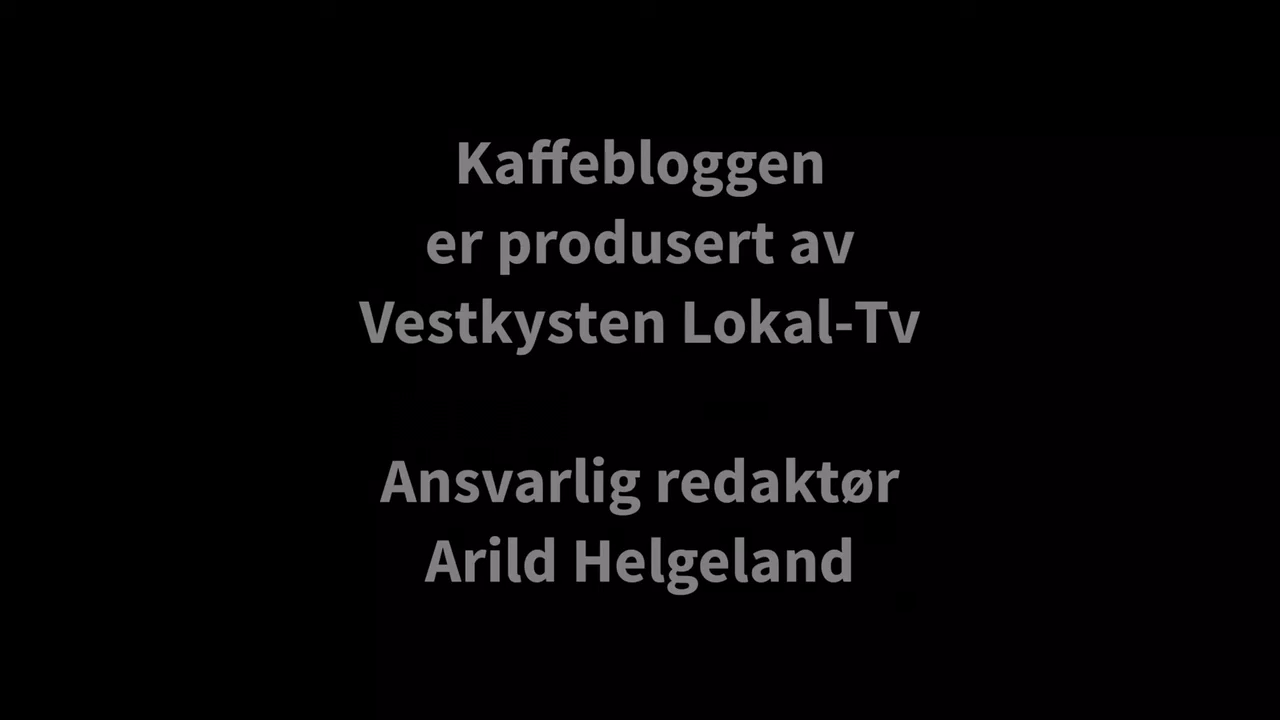 Kaffebloggen
er produsert av
Vestkysten Lokal-Tv
Ansvarlig redaktør
Arild Helgeland